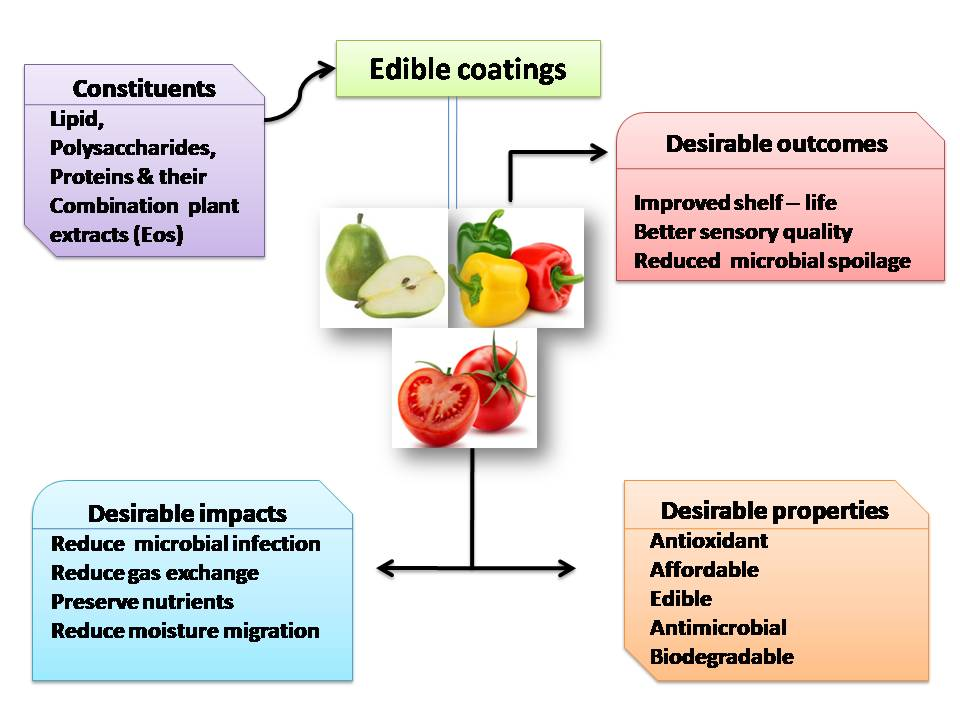 Edible coatings
Constituents
Lipid,
Polysaccharides,
Proteins & their
Combination plant
extracts (Eos)
Desirable outcomes
Improved shelf – life
Better sensory quality
Reduced microbial spoilage
Desirable impacts
Reduce microbial infection
Reduce gas exchange
Preserve nutrients
Reduce moisture migration
Desirable properties
Antioxidant
Affordable
Edible
Antimicrobial
Biodegradable